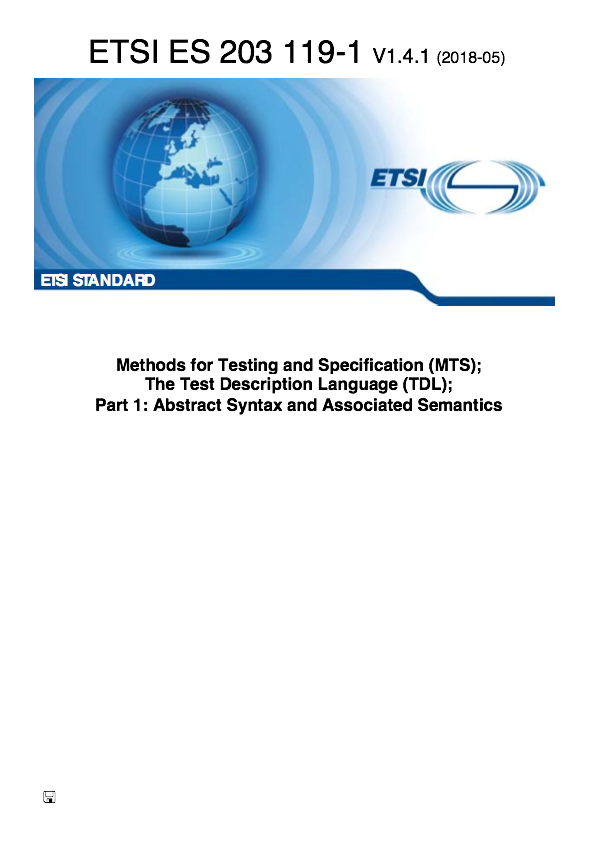 ETSI ES 203 119-1 V1.4.1 (2018-05)
ETSI
ETSI STANDARD
Methods for Testing and Specification (MTS);
The Test Description Language (TDL);
Part 1: Abstract Syntax and Associated Semantics